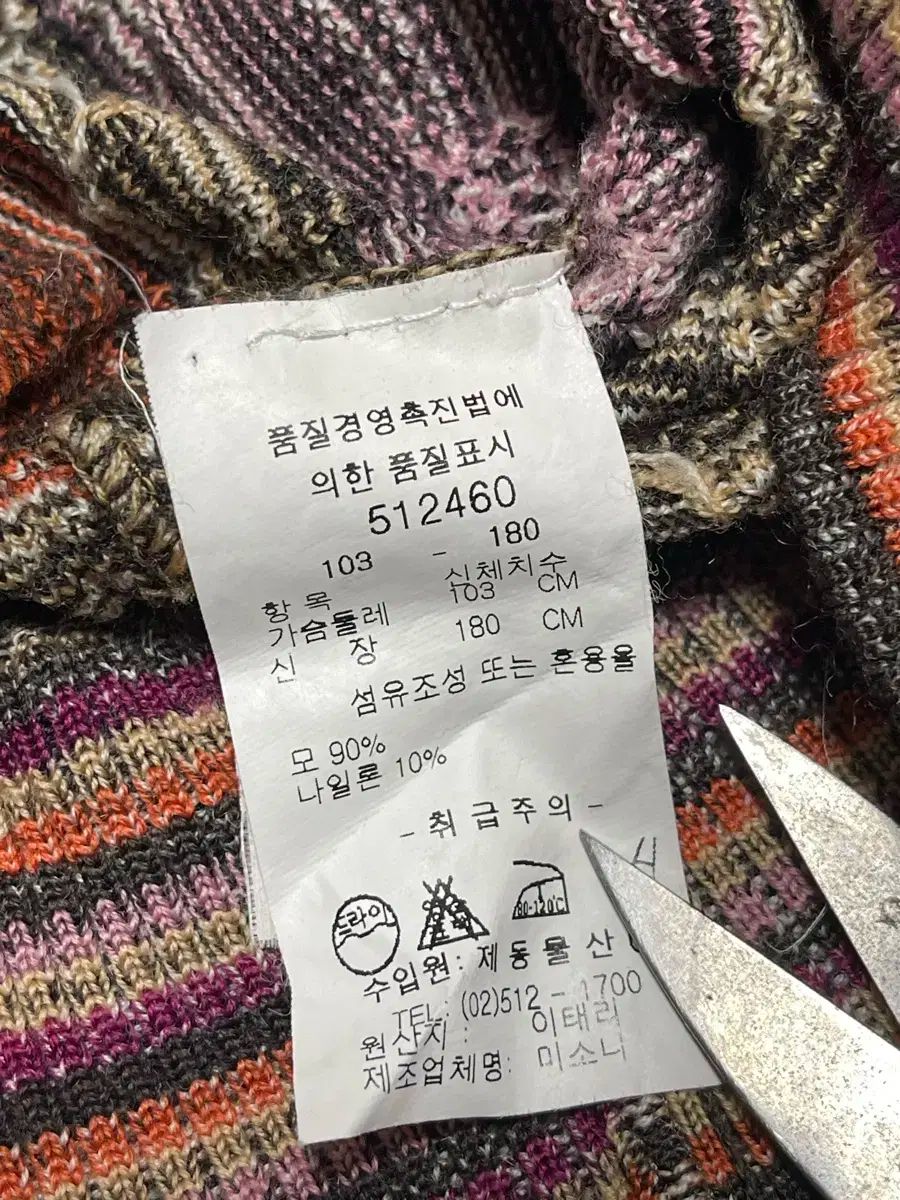 품질경영촉진법에
의한 품질표시
512460
103 - 180
항 목 신체치수
가슴둘레 103 CM
신 장 180 CM
섬유조성 또는 혼용율
모 90%
나일론 10%
- 취 급 주 의 -
4
드라이
80-120℃
수입원: 제 동 물 산
TEL: (02)512 - 1700
원 산 지 : 이태리
제조업체명: 미소니